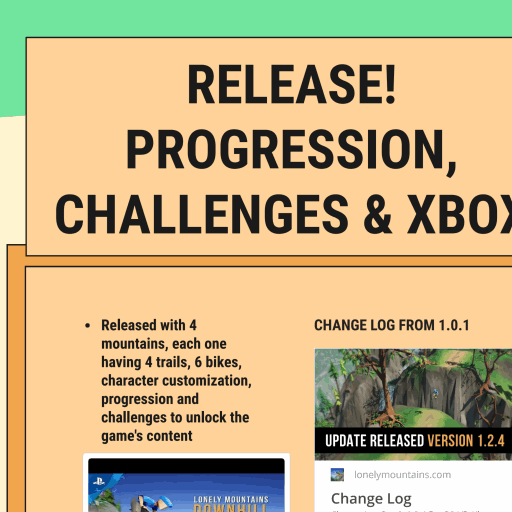 RELEASE!
PROGRESSION,
CHALLENGES & XBOX
• Released with 4
mountains, each one
having 4 trails, 6 bikes,
character customization,
progression and
challenges to unlock the
game's content
CHANGE LOG FROM 1.0.1
UPDATE RELEASED VERSION 1.2.4
lonelymountains.com
Change Log
LONELY MOUNTAINS
DOWNHILL